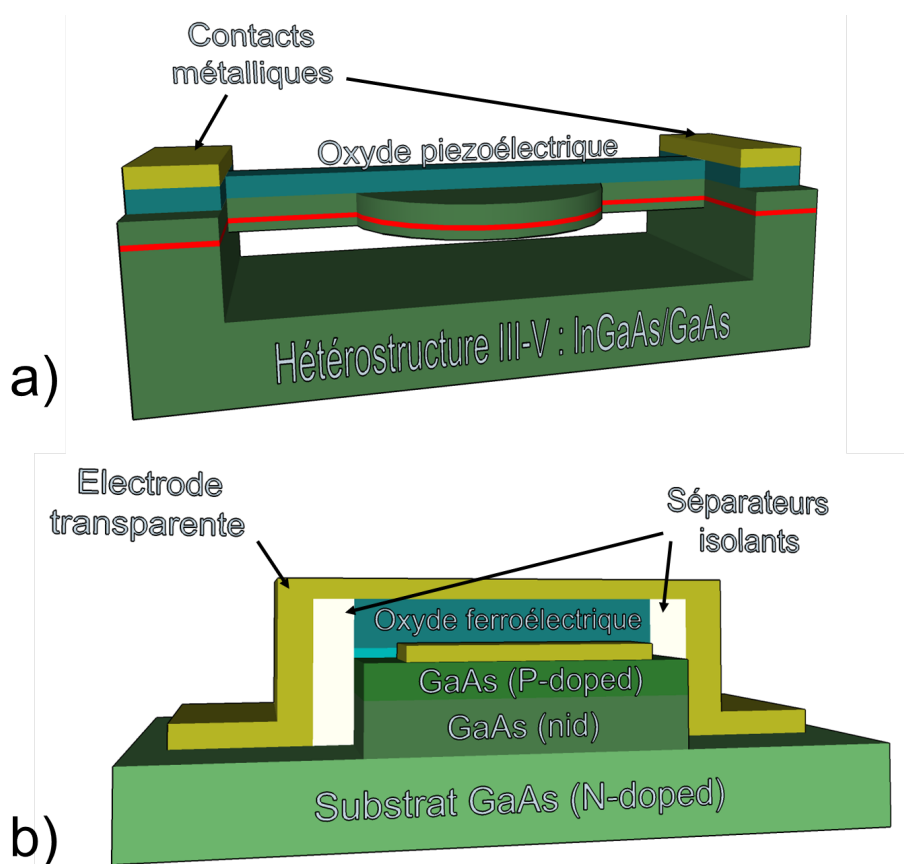 Contacts
métalliques
Oxyde piezoélectrique
Hétérostructure III-V : InGaAs/GaAs
a)
Electrode
transparente
Séparateurs
isolants
Oxyde ferroélectrique
GaAs (P-doped)
GaAs (nid)
Substrat GaAs (N-doped)
b)